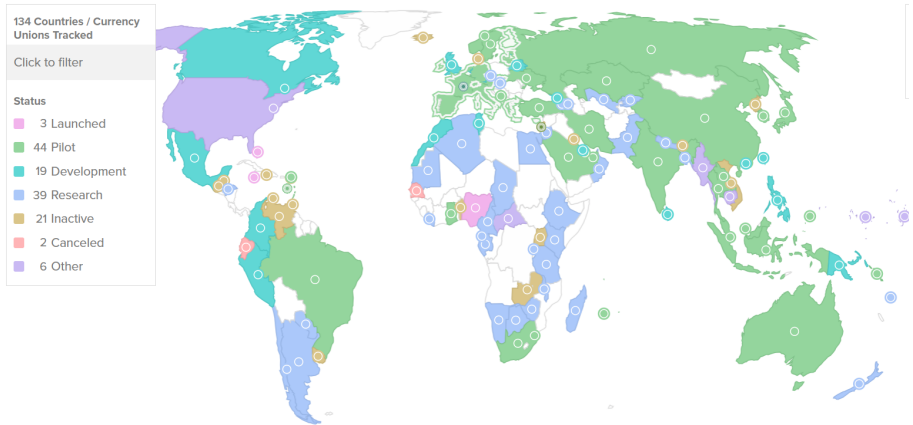 134 Countries / Currency
Unions Tracked
Click to filter
Status
3 Launched
44 Pilot
19 Development
39 Research
21 Inactive
2 Canceled
6 Other